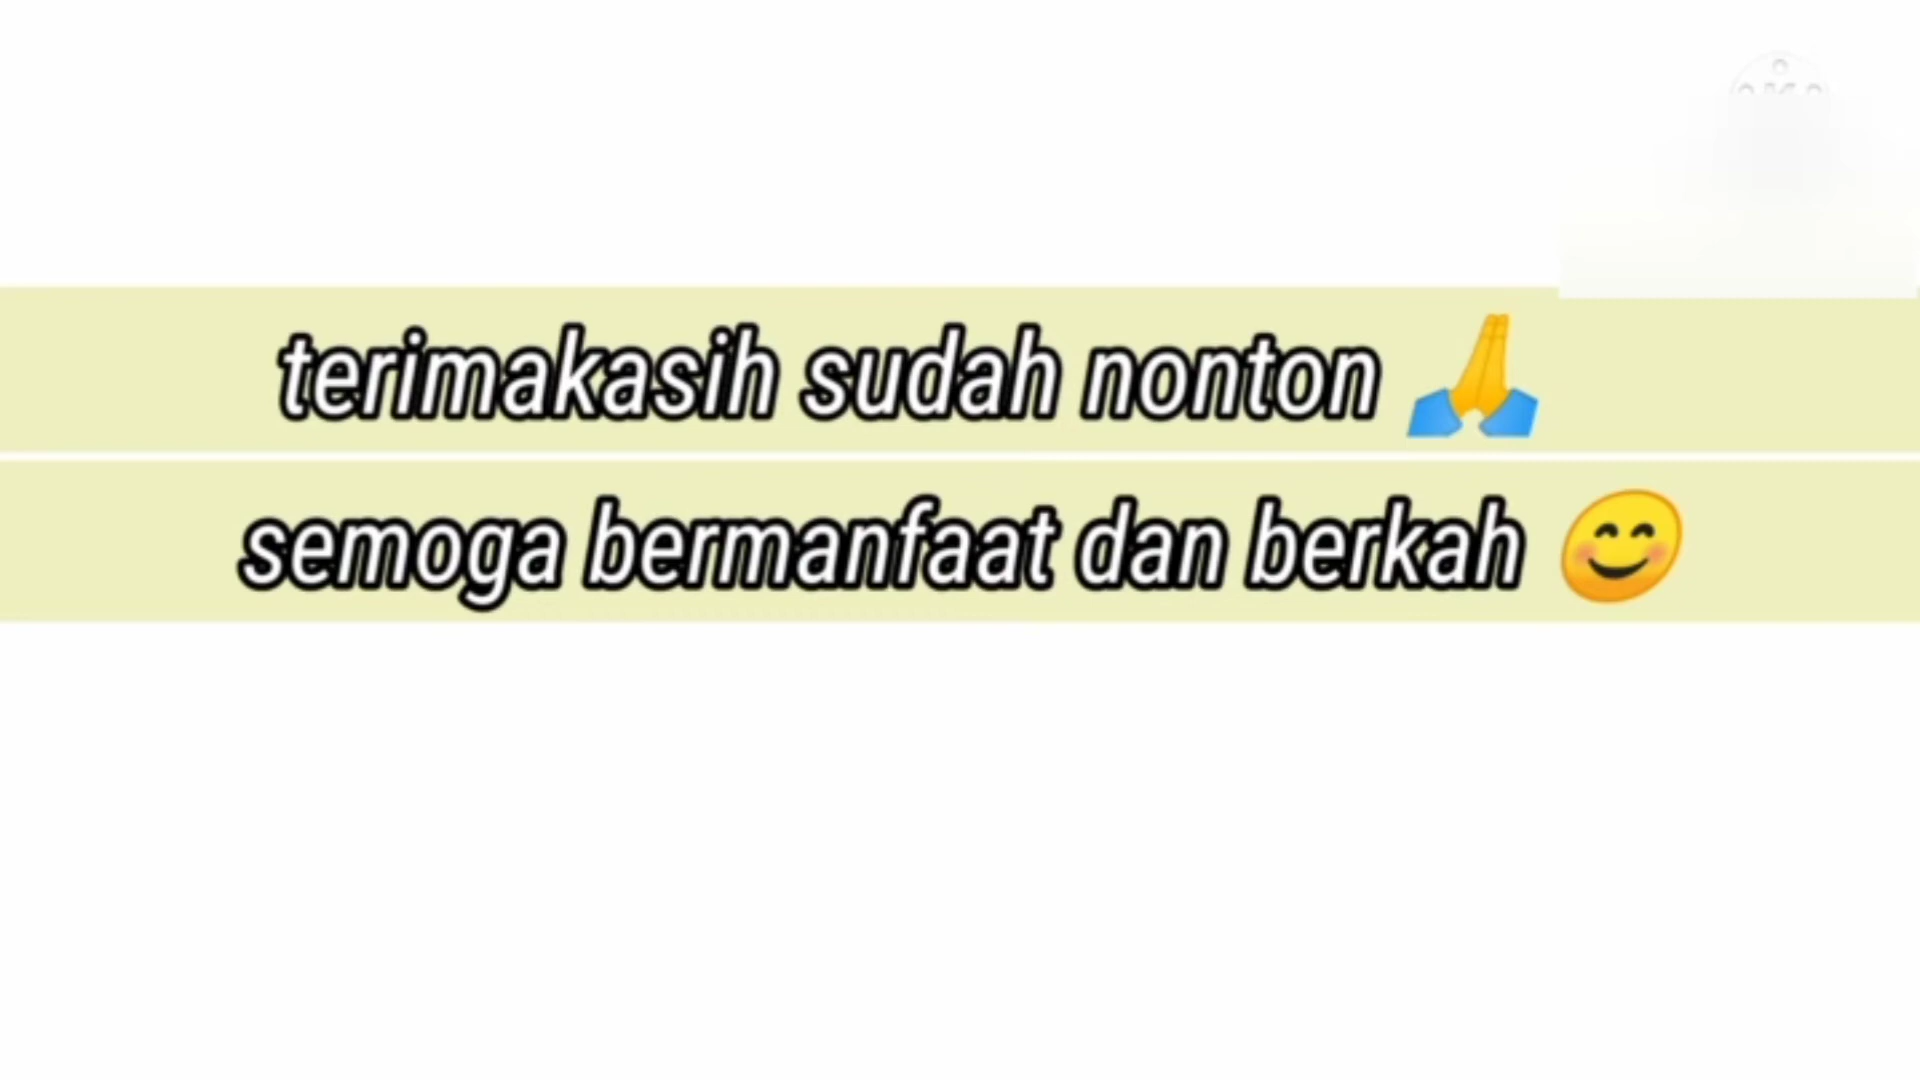 terimakasih sudah nonton 🙏
semoga bermanfaat dan berkah 😊